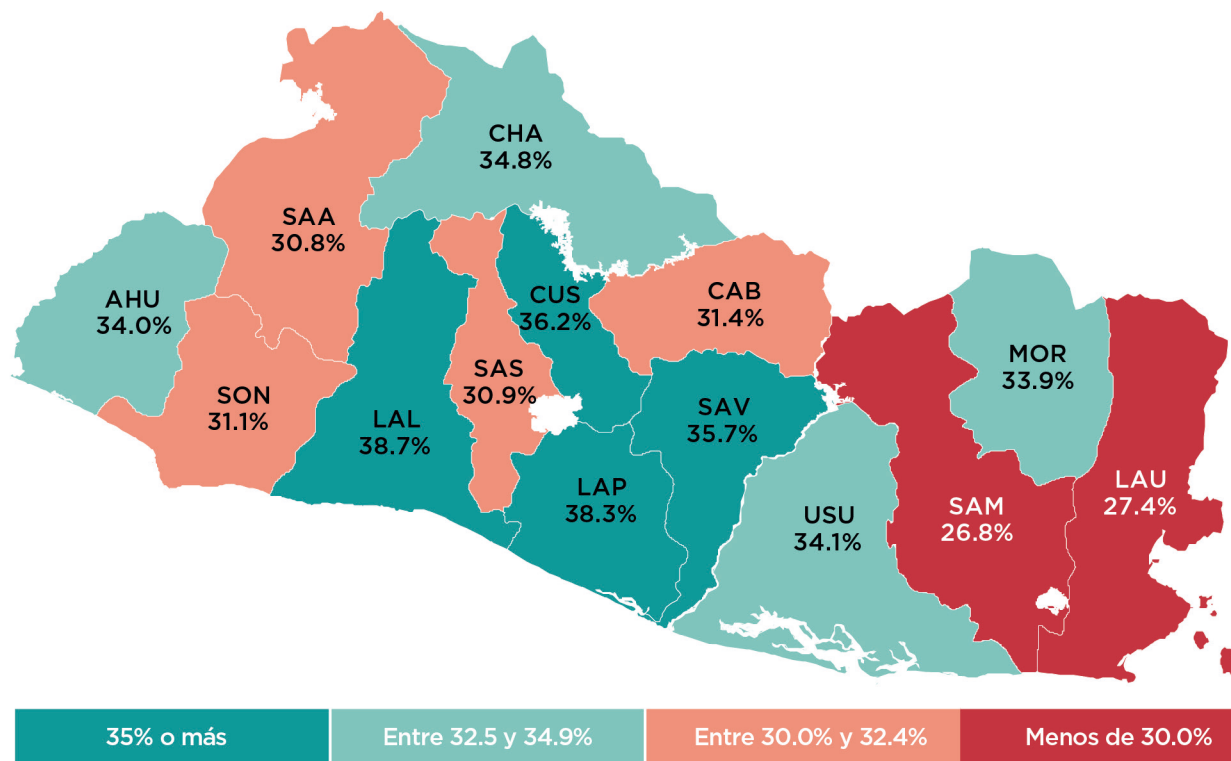 CHA
34.8%
SAA
30.8%
AHU
34.0%
CUS
36.2%
CAB
31.4%
MOR
33.9%
SON
31.1%
SAS
30.9%
LAL
38.7%
SAV
35.7%
LAP
38.3%
USU
34.1%
SAM
26.8%
LAU
27.4%
35% o más
Entre 32.5 y 34.9%
Entre 30.0% y 32.4%
Menos de 30.0%